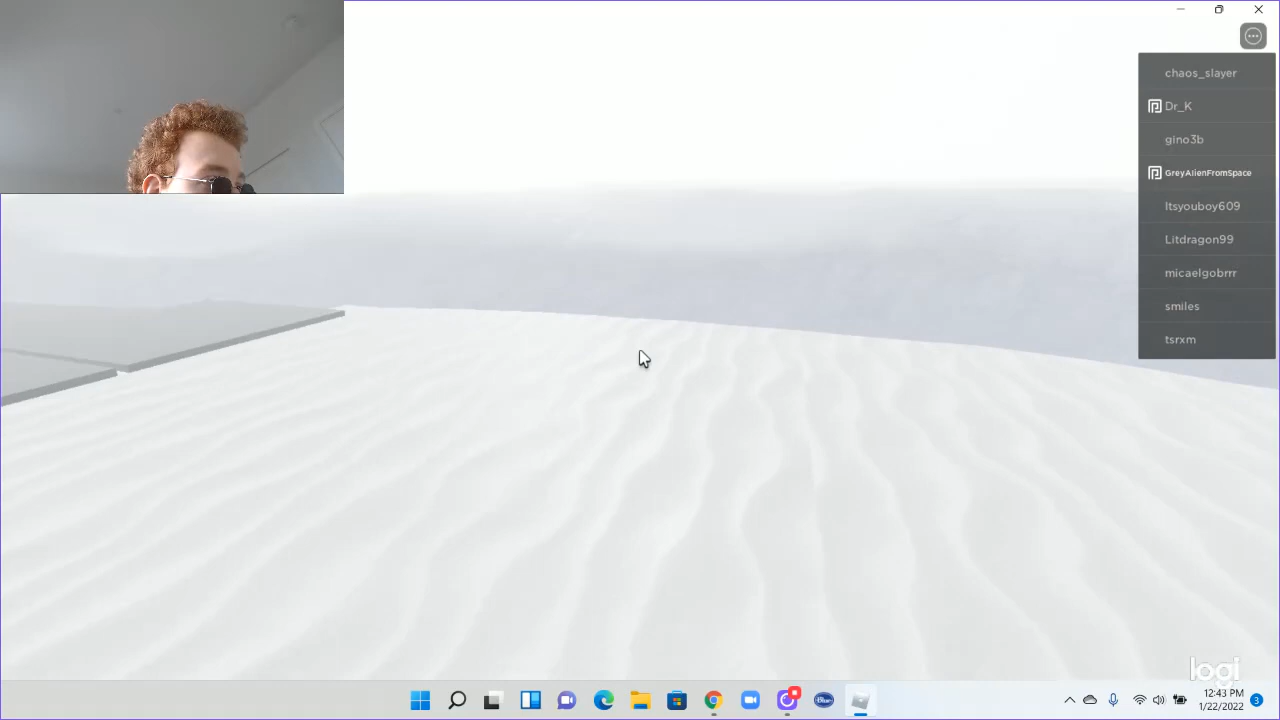 chaos_slayer
Dr_K
gino3b
GreyAlienFromSpace
Itsyouboy609
Litdragon99
micaelgobrrr
smiles
tsrxm
logi
12:43 PM
1/22/2022
3